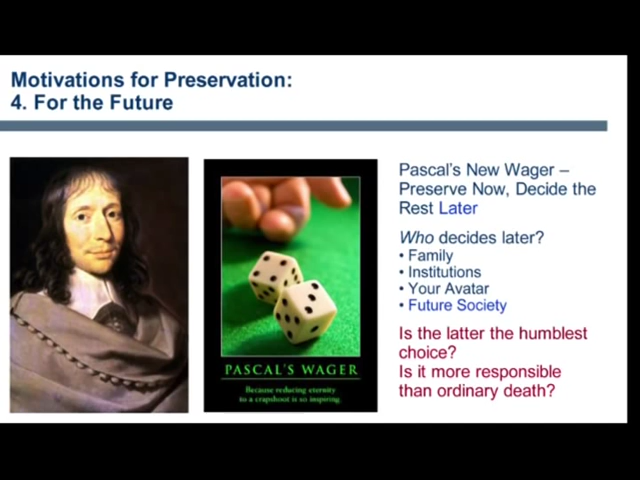 Motivations for Preservation:
4. For the Future
PASCAL'S WAGER
Because reducing eternity
to a crapshoot is so inspiring.
Pascal's New Wager –
Preserve Now, Decide the
Rest Later
Who decides later?
• Family
• Institutions
• Your Avatar
• Future Society
Is the latter the humblest
choice?
Is it more responsible
than ordinary death?